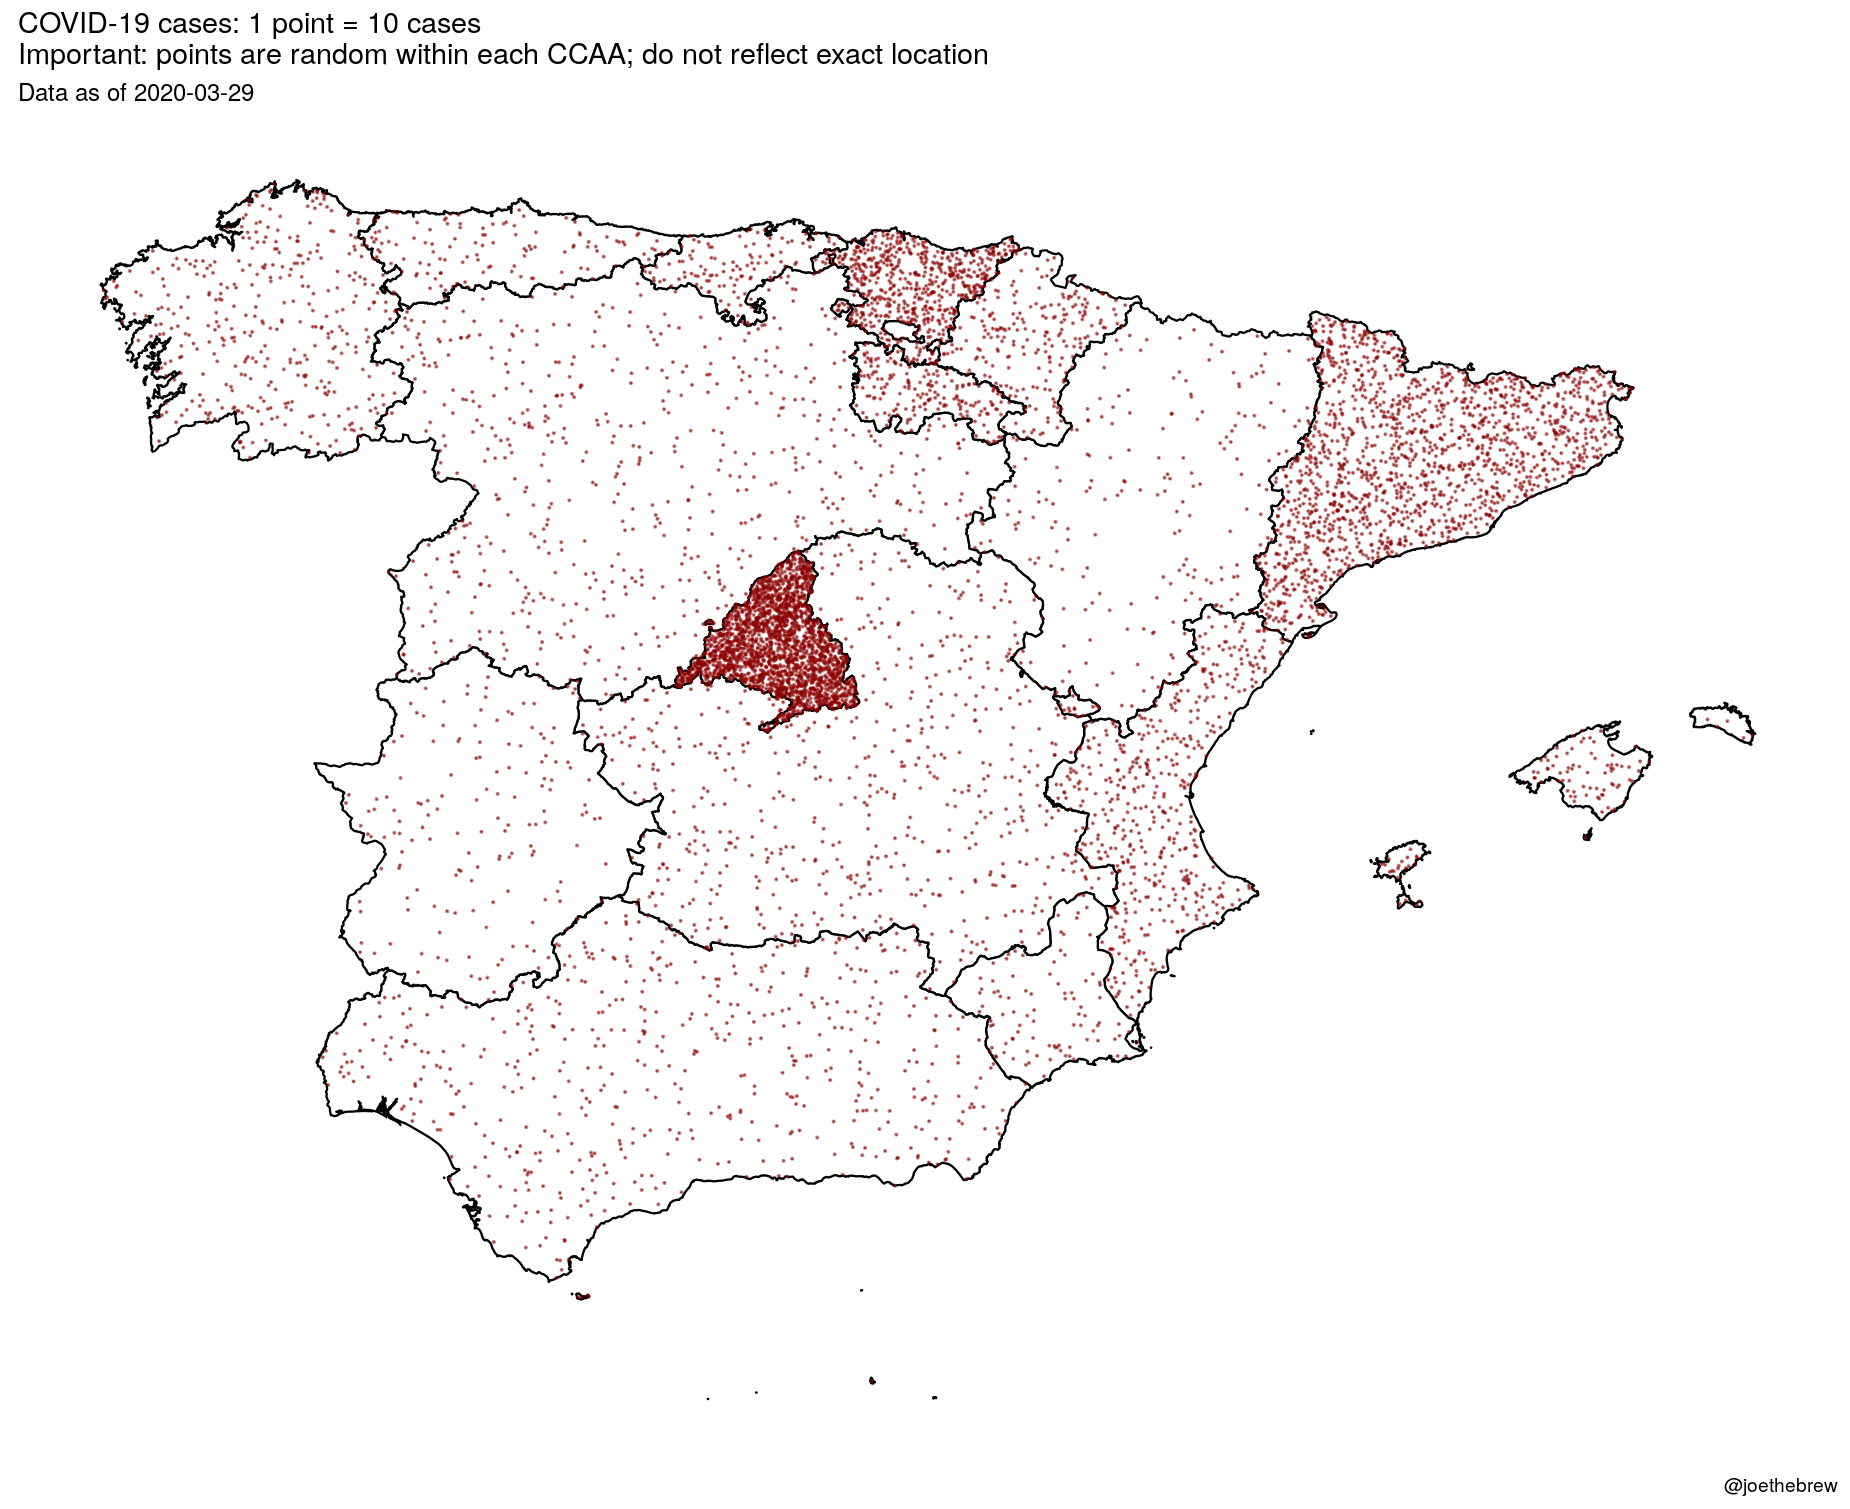 COVID-19 cases: 1 point = 10 cases
Important: points are random within each CCAA; do not reflect exact location
Data as of 2020-03-29
@joethebrew